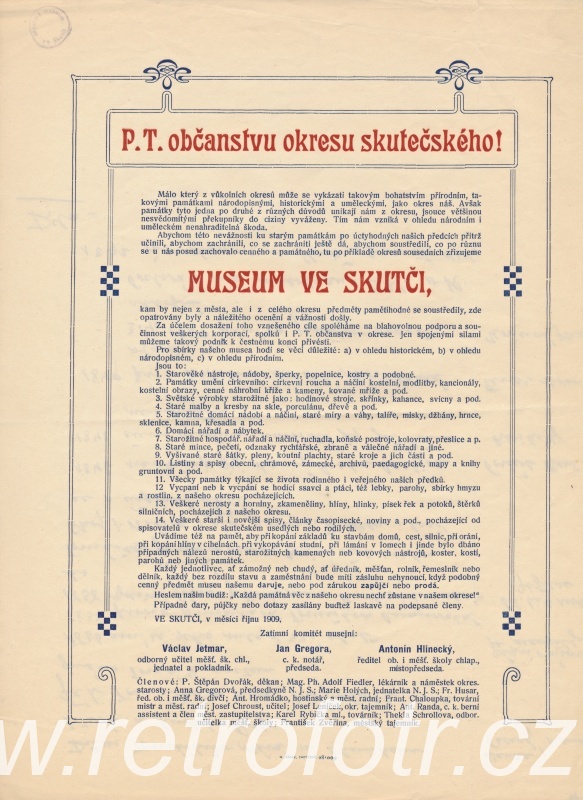 P. T. občanstvu okresu skutečského!
Málo který z vůkolních okresů může se vykázati takovým bohatstvím přírodním, ta-
kovými památkami národopisnými, historickými a uměleckými, jako okres náš. Avšak
památky tyto jedna po druhé z různých důvodů unikají nám z okresu, jsouce většinou
nesvědomitými překupníky do ciziny vyváženy. Tím nám vzniká v ohledu národním i
uměleckém nenahraditelná škoda.
Abychom této nevážnosti ku starým památkám po úctyhodných našich předcích přítrž
učinili, abychom zachránili, co se zachrániti ještě dá, abychom soustředili, co po různu
se u nás posud zachovalo cenného a památného, tu po příkladě okresů sousedních zřizujeme
MUSEUM VE SKUTČI,
kam by nejen z města, ale i z celého okresu předměty pamětihodné se soustředily, zde
opatrovány byly a náležitého ocenění a vážnosti došly.
Za účelem dosažení toho vznešeného cíle spoléháme na blahovolnou podporu a sou-
činnost veškerých korporací, spolků i P. T. občanstva v okrese. Jen spojenými silami
můžeme takový podnik k čestnému konci přivésti.
Pro sbírky našeho musea hodí se věci důležité: a) v ohledu historickém, b) v ohledu
národopisném, c) v ohledu přírodním.
Jsou to:
1. Starověké nástroje, nádoby, šperky, popelnice, kostry a podobné.
2. Památky umění církevního: církevní roucha a náčiní kostelní, modlitby, kancionály,
kostelní obrazy, cenné náhrobní kříže a kameny, kované mříže a pod.
3. Světské výrobky starožitné jako: hodinové stroje, skřínky, kahance, svícny a pod.
4. Staré malby a kresby na skle, porculánu, dřevě a pod.
5. Starožitné domácí nádobí a náčiní, staré míry a váhy, talíře, mísky, džbány, hrnce,
sklenice, kamna, křesadla a pod.
6. Domácí nářadí a nábytek.
7. Starožitné hospodář. nářadí a náčiní, ruchadla, koňské postroje, kolovraty, přeslice a p.
8. Staré mince, pečeti, odznaky rychtářské, zbraně a válečné nářadí a jiné.
9. Vyšívané staré šátky, pleny, koutní plachty, staré kroje a jich části a pod.
10. Listiny a spisy obecní, chrámové, zámecké, archivů, paedagogické, mapy a knihy
gruntovní a pod.
11. Všecky památky týkající se života rodinného i veřejného našich předků.
12 Vycpaní neb k vycpání se hodící ssavci a ptáci, též lebky, parohy, sbírky hmyzu
a rostlin, z našeho okresu pocházejících.
13. Veškeré nerosty a horniny, zkameněliny, hlíny, hlinky, písek řek a potoků, štěrků
silničních, pocházejících z našeho okresu.
14. Veškeré starší i novější spisy, články časopisecké, noviny a pod., pocházející od
spisovatelů v okrese skutečském usedlých nebo rodilých.
Uvádíme též na paměť, aby při kopání základů ku stavbám domů, cest, silnic, při orání,
při kopání hlíny v cihelnách, při vykopávání studní, při lámání v lomech i jinde bylo dbáno
případných nálezů nerostů, starožitných kamenných neb kovových nástrojů, koster, kostí,
parohů neb jiných památek.
Každý jednotlivec, ať zámožný neb chudý, ať úředník, měšťan, rolník, řemeslník nebo
dělník, každý bez rozdílu stavu a zaměstnání bude míti zásluhu nehynoucí, když podobný
cenný předmět museu našemu daruje, nebo pod zárukou zapůjčí nebo prodá.
Heslem naším budiž: „Každá památná věc z našeho okresu nechť zůstane v našem okrese!"
Případné dary, půjčky nebo dotazy zasílány buďtež laskavě na podepsané členy.
VE SKUTČI, v měsíci říjnu 1909.
Zatímní komitét musejní:
Václav Jetmar, Jan Gregora, Antonín Hlinecký,
odborný učitel měšť. šk. chl., c. k. notář, ředitel ob. i měšť. školy chlap.,
jednatel a pokladník. předseda. místopředseda.
Členové: P. Štěpán Dvořák, děkan; Mag. Ph. Adolf Fiedler, lékárník a náměstek okres.
starosty; Anna Gregorová, předsedkyně N. J. S.; Marie Holých, jednatelka N. J. S.; Fr. Husar,
řed. ob. i měšť. šk. dívčí; Ant. Hromádko, hostinský a měšť. radní; Frant. Chaloupka, tovární
mistr a měšť. radní; Josef Chroust, učitel; Josef
Ant. Randa, c. k. berní
assistent a člen měst. zastupitelstva; Karel Rybička ml., továrník; Thekla Schrollova, odbor.
učitelka měšť. školy; František Zvěřina, městský tajemník.
www.retrolotr.cz